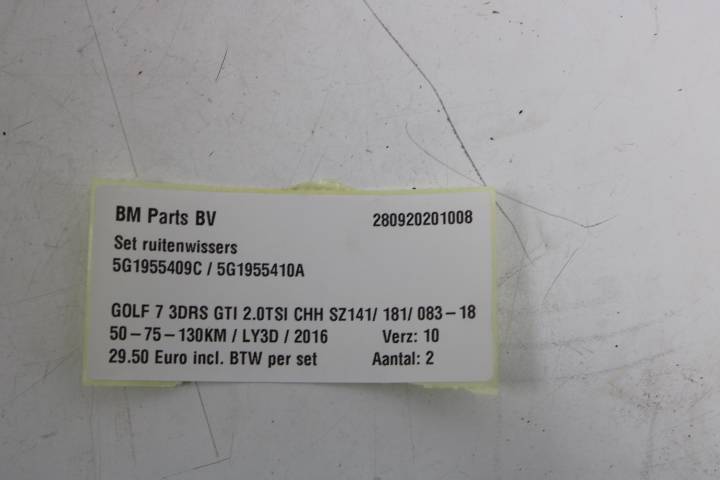 BM Parts BV 280920201008
Set ruitenwissers
5G1955409C / 5G1955410A
GOLF 7 3DRS GTI 2.0TSI CHH SZ141/ 181/ 083-18
50-75-130KM / LY3D / 2016 Verz: 10
29.50 Euro incl. BTW per set Aantal: 2